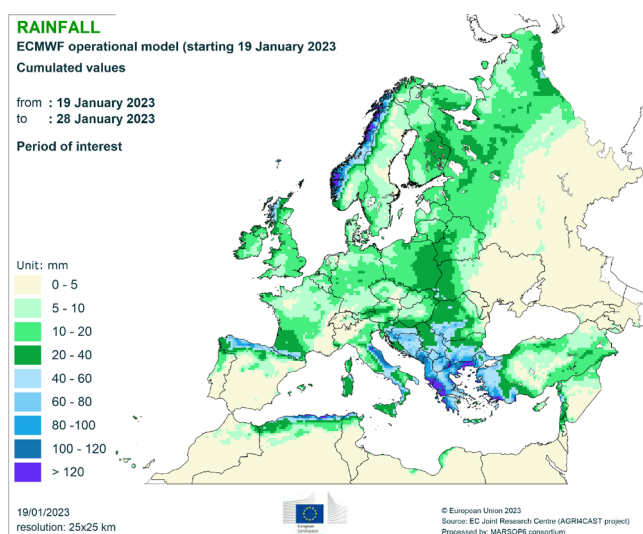 RAINFALL
ECMWF operational model (starting 19 January 2023
Cumulated values
from : 19 January 2023
to : 28 January 2023
Period of interest
Unit: mm
0 - 5
5 - 10
10 - 20
20 - 40
40 - 60
60 - 80
80 -100
100 - 120
> 120
19/01/2023
resolution: 25x25 km
European
Commission
© European Union 2023
Source: EC Joint Research Centre (AGRI4CAST project)
Processed by: MARSOP6 consortium